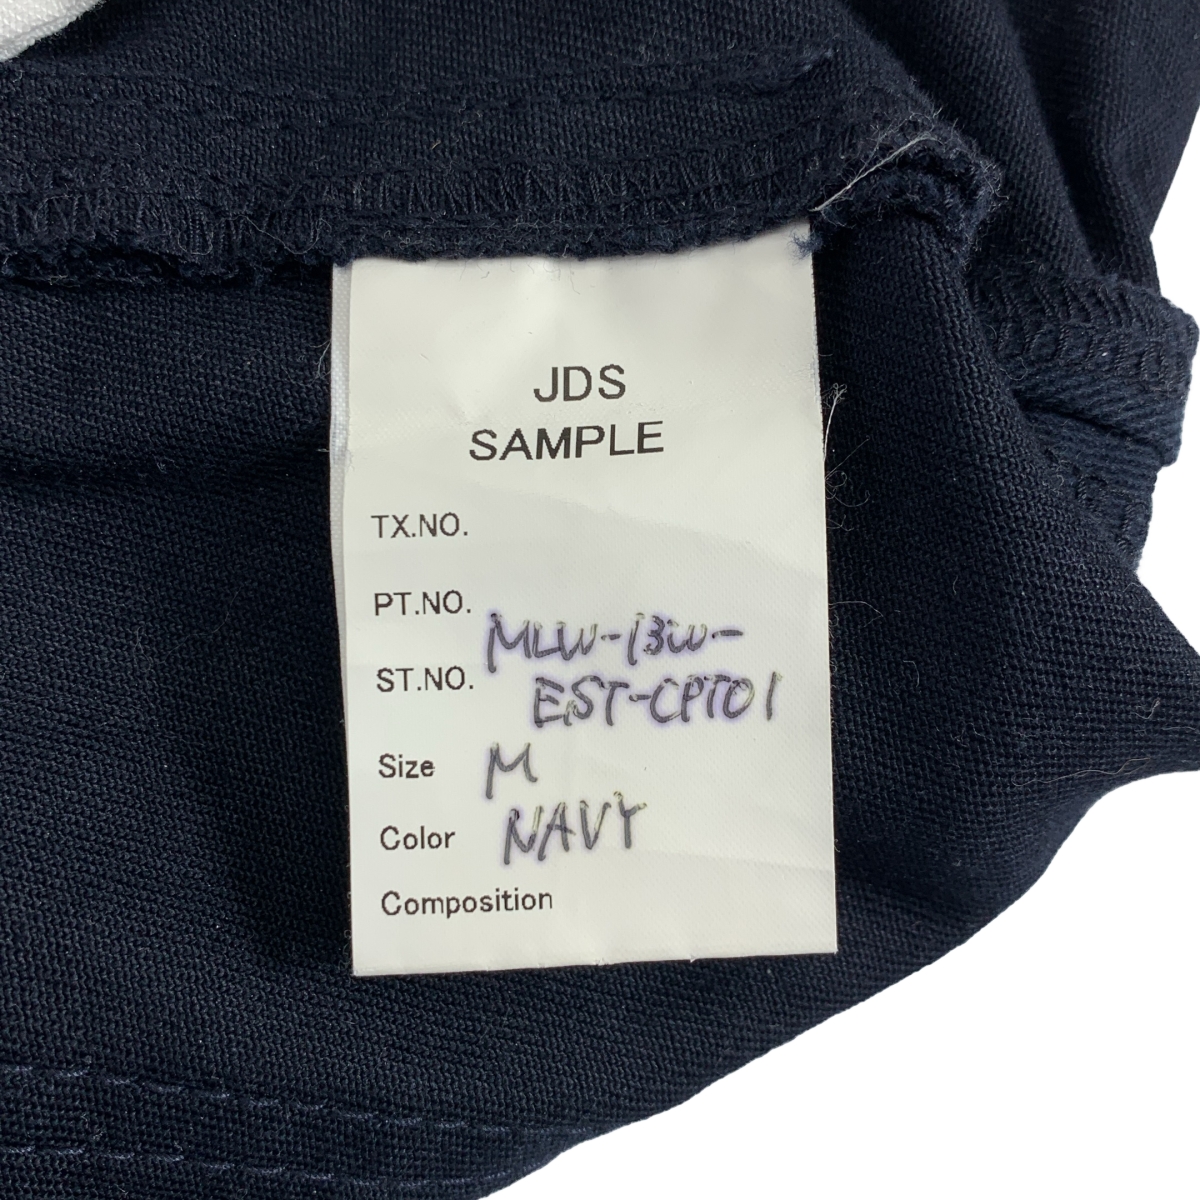 JDS
SAMPLE
TX.NO.
PT.NO.
MLW-13W-
ST.NO.
EST-CPT01
Size M
Color NAVY
Composition